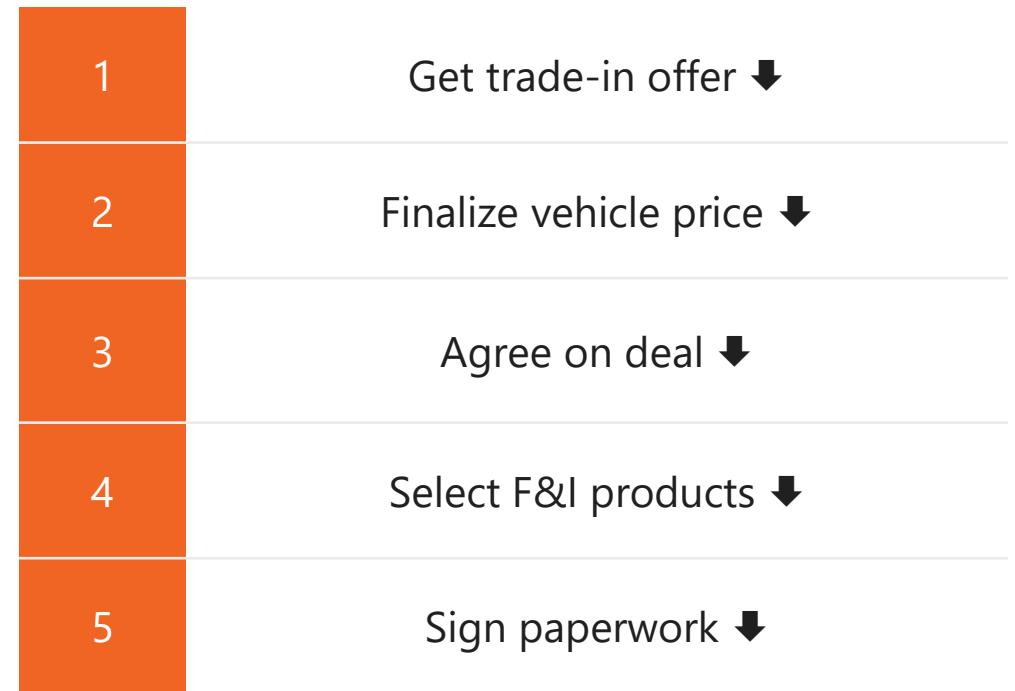 1 Get trade-in offer 🡇
2 Finalize vehicle price 🡇
3 Agree on deal 🡇
4 Select F&I products 🡇
5 Sign paperwork 🡇